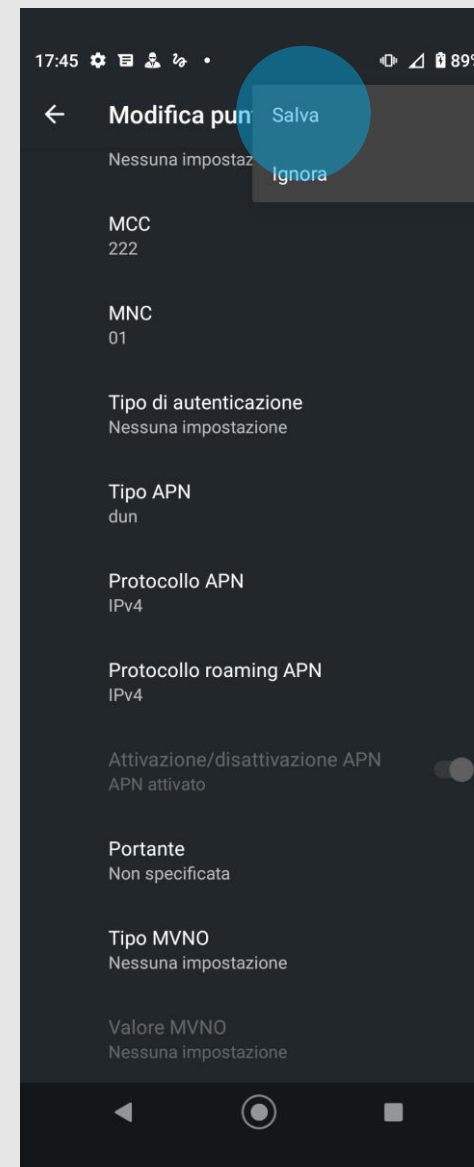 17:45 89%
Modifica pun
Salva
Nessuna impostaz
Ignora
MCC
222
MNC
01
Tipo di autenticazione
Nessuna impostazione
Tipo APN
dun
Protocollo APN
IPv4
Protocollo roaming APN
IPv4
Attivazione/disattivazione APN
APN attivato
Portante
Non specificata
Tipo MVNO
Nessuna impostazione
Valore MVNO
Nessuna impostazione